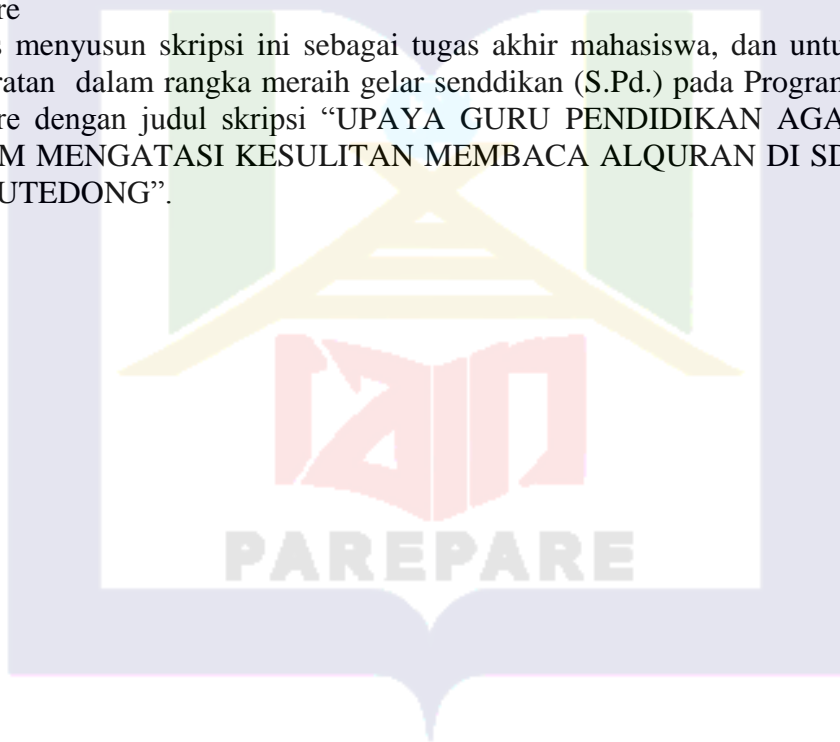 re
s menyusun skripsi ini sebagai tugas akhir mahasiswa, dan untu
ratan dalam rangka meraih gelar senddikan (S.Pd.) pada Program
re dengan judul skripsi “UPAYA GURU PENDIDIKAN AGA
M MENGATASI KESULITAN MEMBACA ALQURAN DI SD
UTEDONG”.
iain
PAREPARE